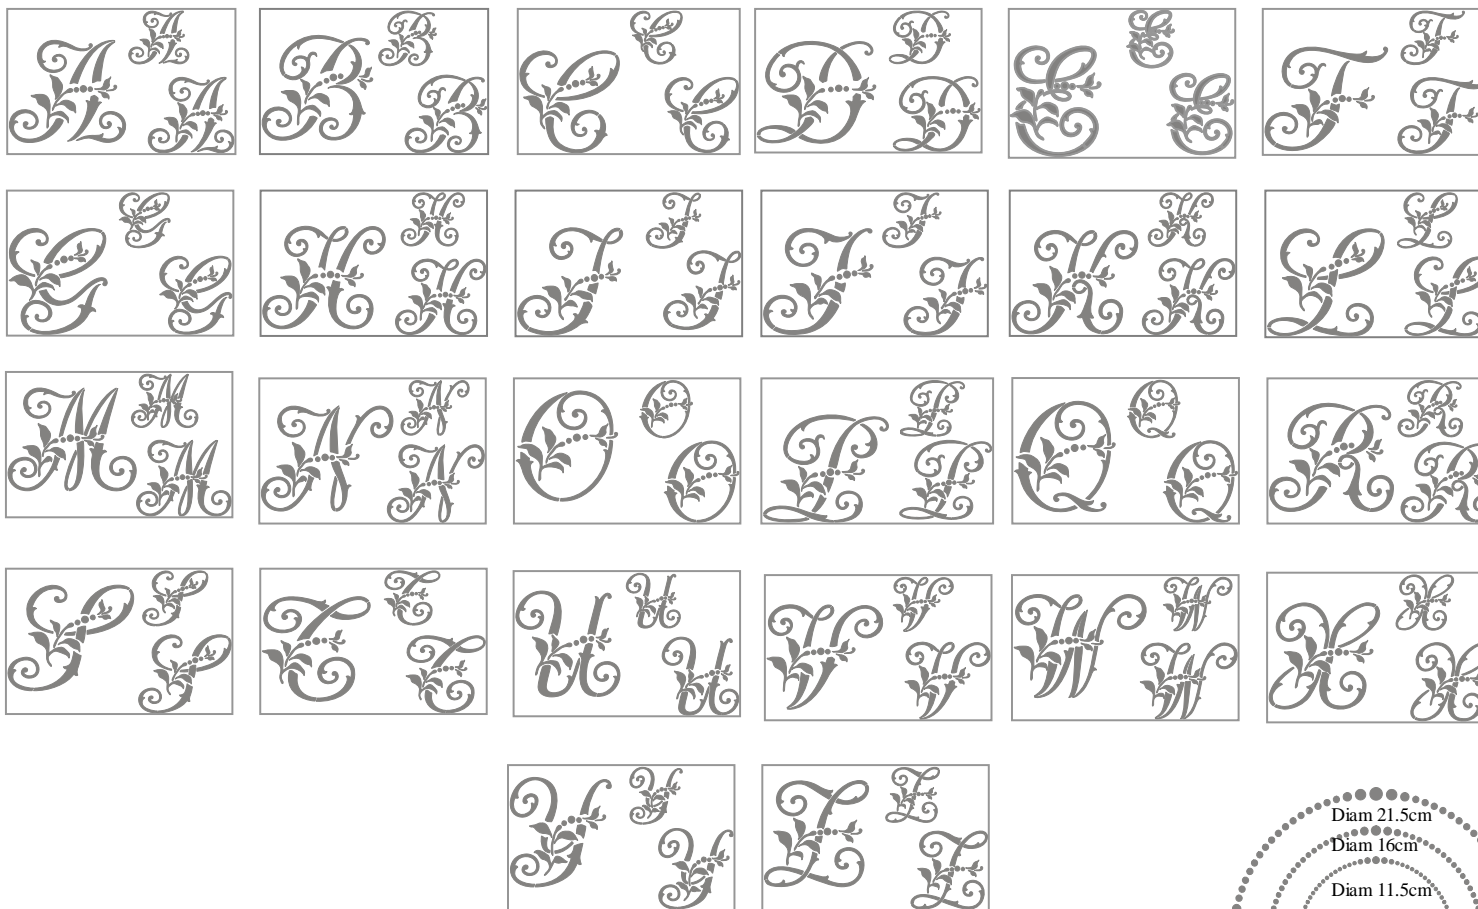 A A A B B B C C C D D D E E E F F F
G G G H H H I I I J J J K K K L L L
M M M N N N O O O P P P Q Q Q R R R
S S S T T T U U U V V V W W W X X X
Y Y Y Z Z Z
Diam 21.5cm
Diam 16cm
Diam 11.5cm